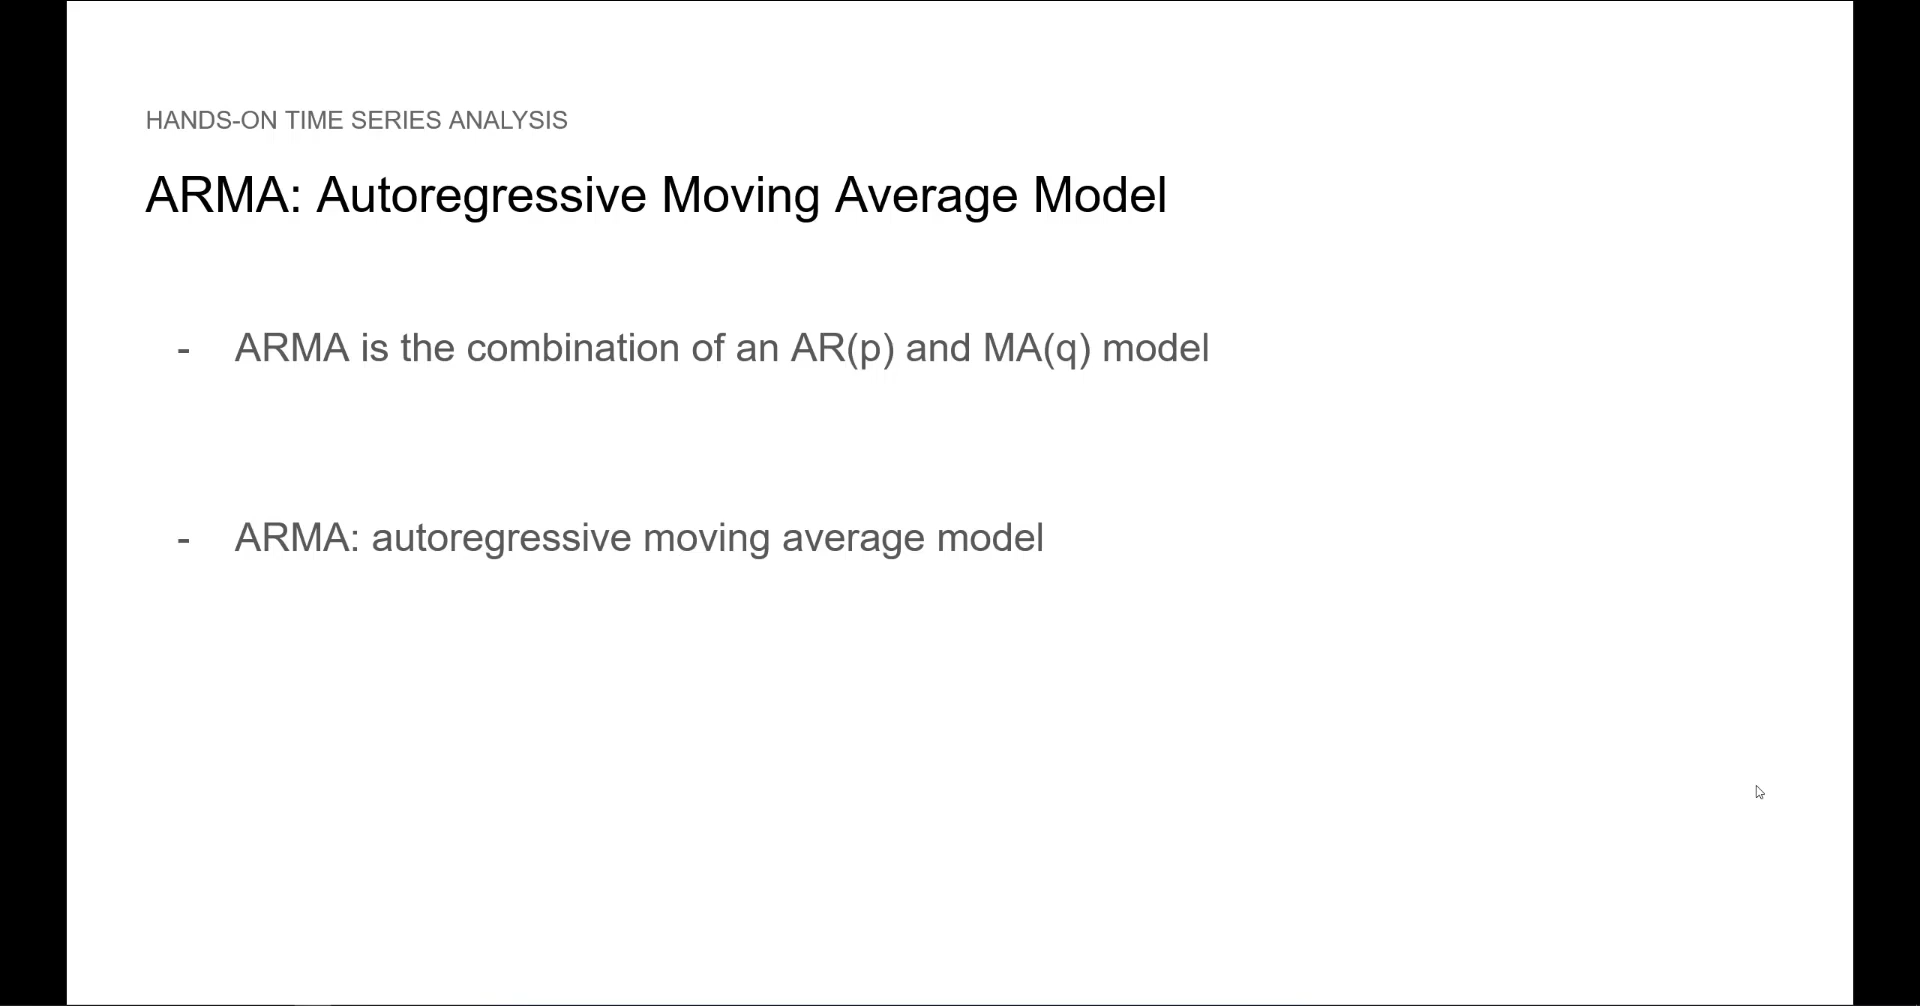 HANDS-ON TIME SERIES ANALYSIS
ARMA: Autoregressive Moving Average Model
- ARMA is the combination of an AR(p) and MA(q) model
- ARMA: autoregressive moving average model